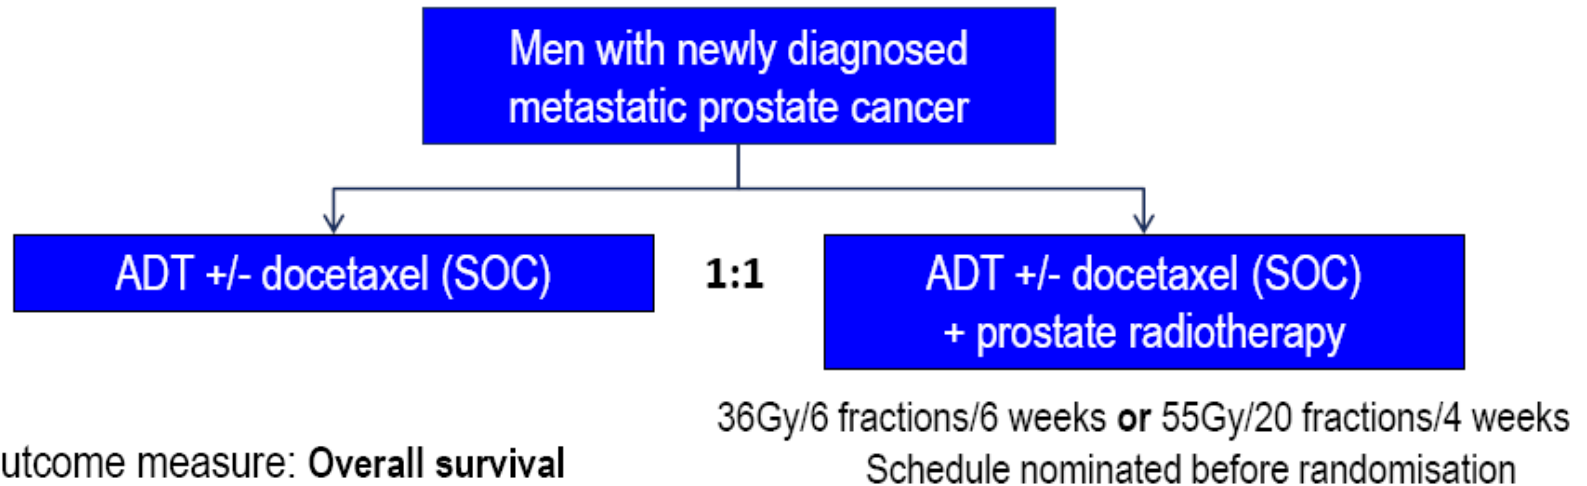 Men with newly diagnosed
metastatic prostate cancer
ADT +/- docetaxel (SOC)
1:1
ADT +/- docetaxel (SOC)
+ prostate radiotherapy
36Gy/6 fractions/6 weeks or 55Gy/20 fractions/4 weeks
Schedule nominated before randomisation
utcome measure: Overall survival